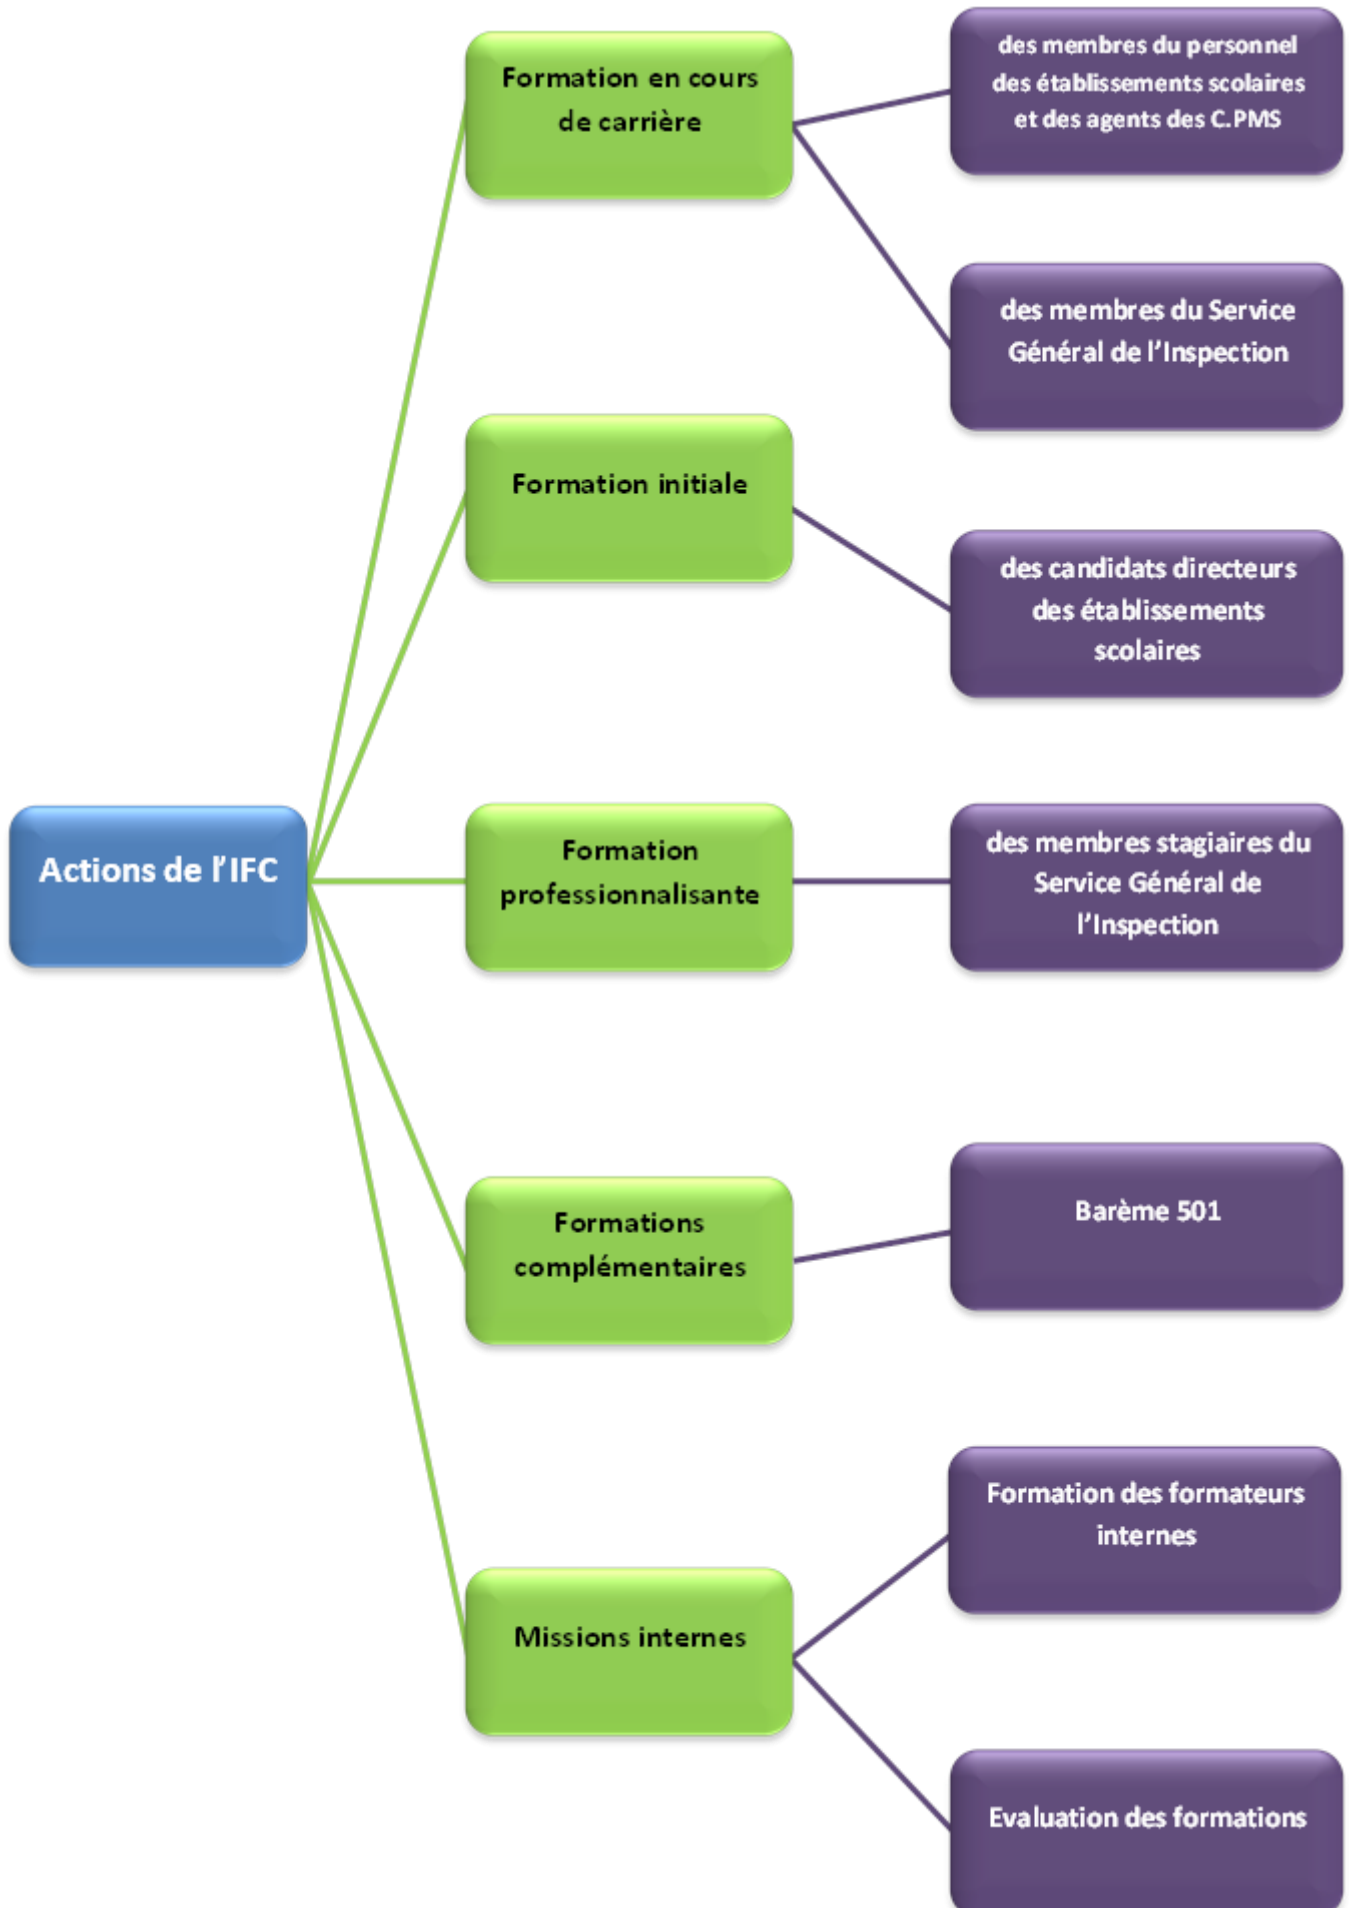 Actions de l'IFC
Formation en cours
de carrière
des membres du personnel
des établissements scolaires
et des agents des C.PMS
des membres du Service
Général de l'Inspection
Formation initiale
des candidats directeurs
des établissements
scolaires
Formation
professionnalisante
des membres stagiaires du
Service Général de
l'Inspection
Formations
complémentaires
Barème 501
Missions internes
Formation des formateurs
internes
Evaluation des formations